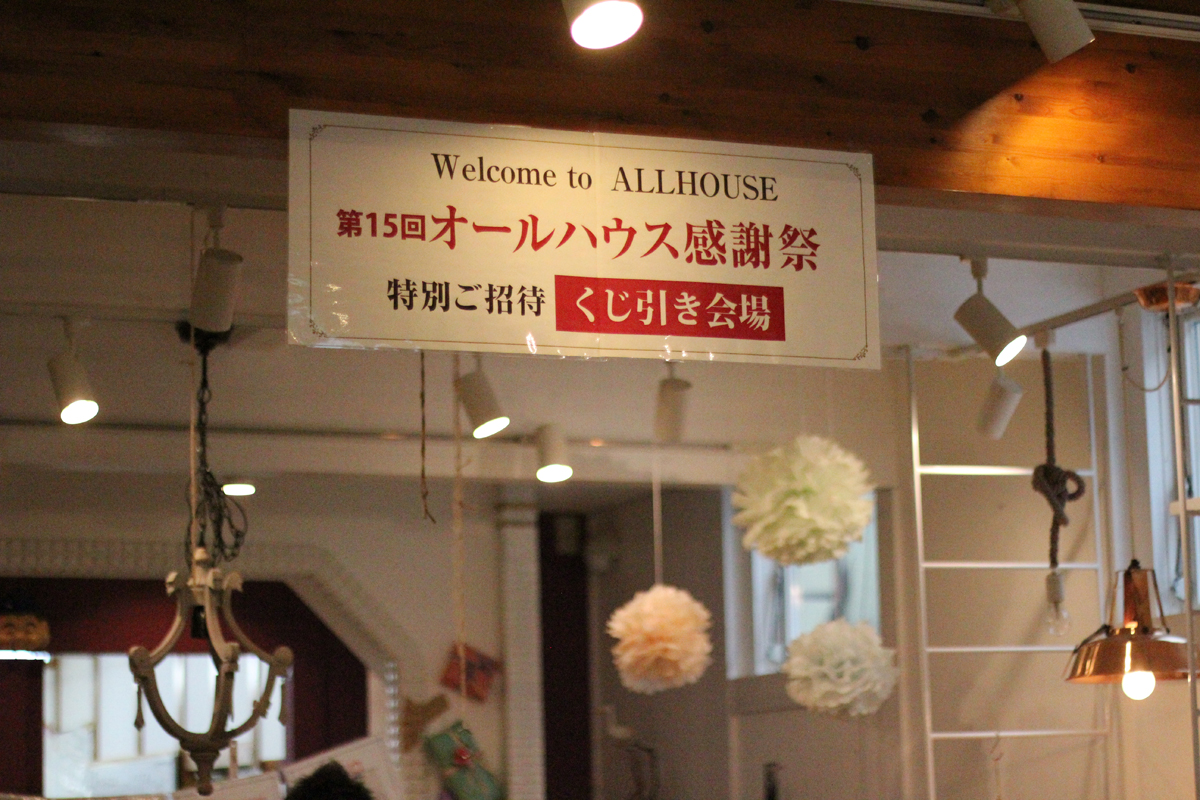 Welcome to ALLHOUSE
第15回オールハウス感謝祭
特別ご招待 くじ引き会場